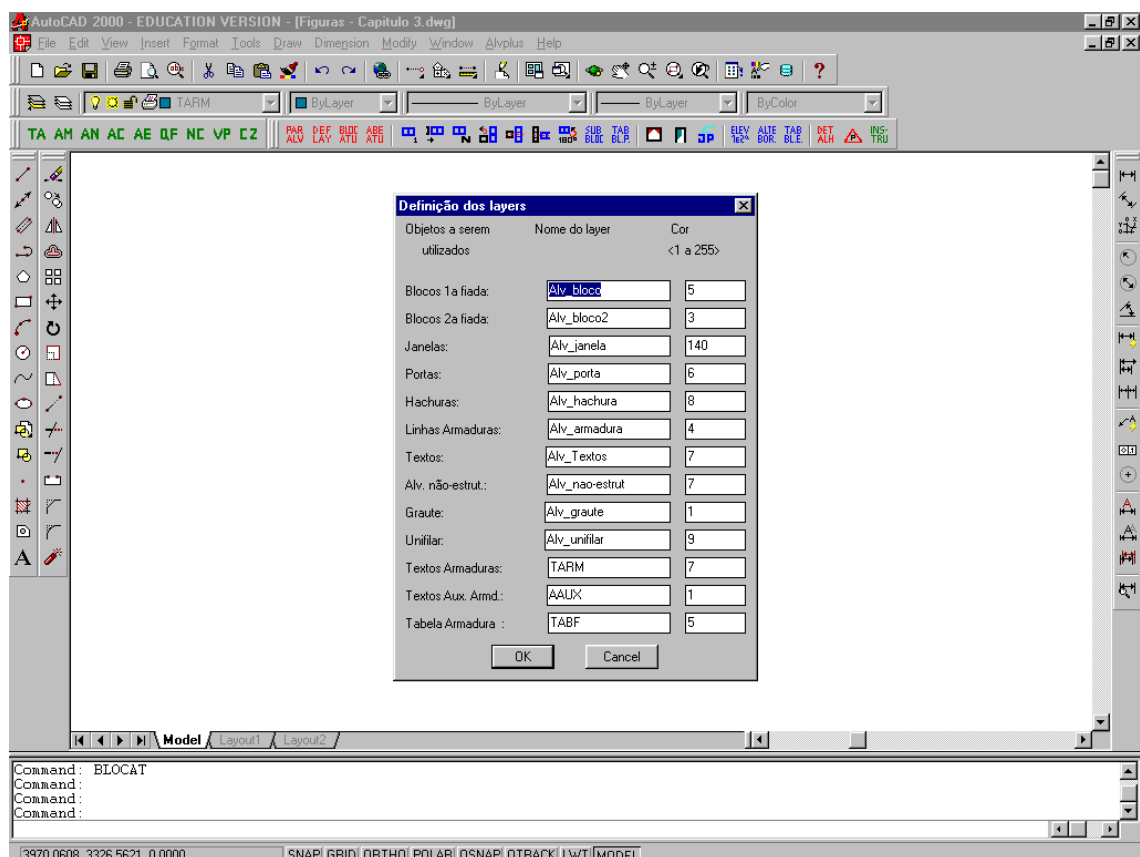 AutoCAD 2000 - EDUCATION VERSION - [Figuras - Capitulo 3.dwg]
File Edit View Insert Format Tools Draw Dimension Modify Window Alvplus Help
TARM ByLayer ByLayer ByLayer ByColor
TA AM AN AC AE QF NC VP CZ PAR ALV DEF LAY BLOC ATU ABE ATU 1 N 180° SUB BLOC TAB BL.P. JP ELEV 1e2ª ALTE BOR. TAB BL.E. DET ALH P INS- TRU
Definição dos layers
Objetos a serem utilizados Nome do layer Cor <1 a 255>
Blocos 1a fiada: Alv_bloco 5
Blocos 2a fiada: Alv_bloco2 3
Janelas: Alv_janela 140
Portas: Alv_porta 6
Hachuras: Alv_hachura 8
Linhas Armaduras: Alv_armadura 4
Textos: Alv_Textos 7
Alv. não-estrut.: Alv_nao-estrut 7
Graute: Alv_graute 1
Unifilar: Alv_unifilar 9
Textos Armaduras: TARM 7
Textos Aux. Armd.: AAUX 1
Tabela Armadura : TABF 5
OK Cancel
Model Layout1 Layout2
Command: BLOCAT
Command:
Command:
Command:
3970.0608, 3326.5621, 0.0000 SNAP GRID ORTHO POLAR OSNAP OTRACK LWT MODEL